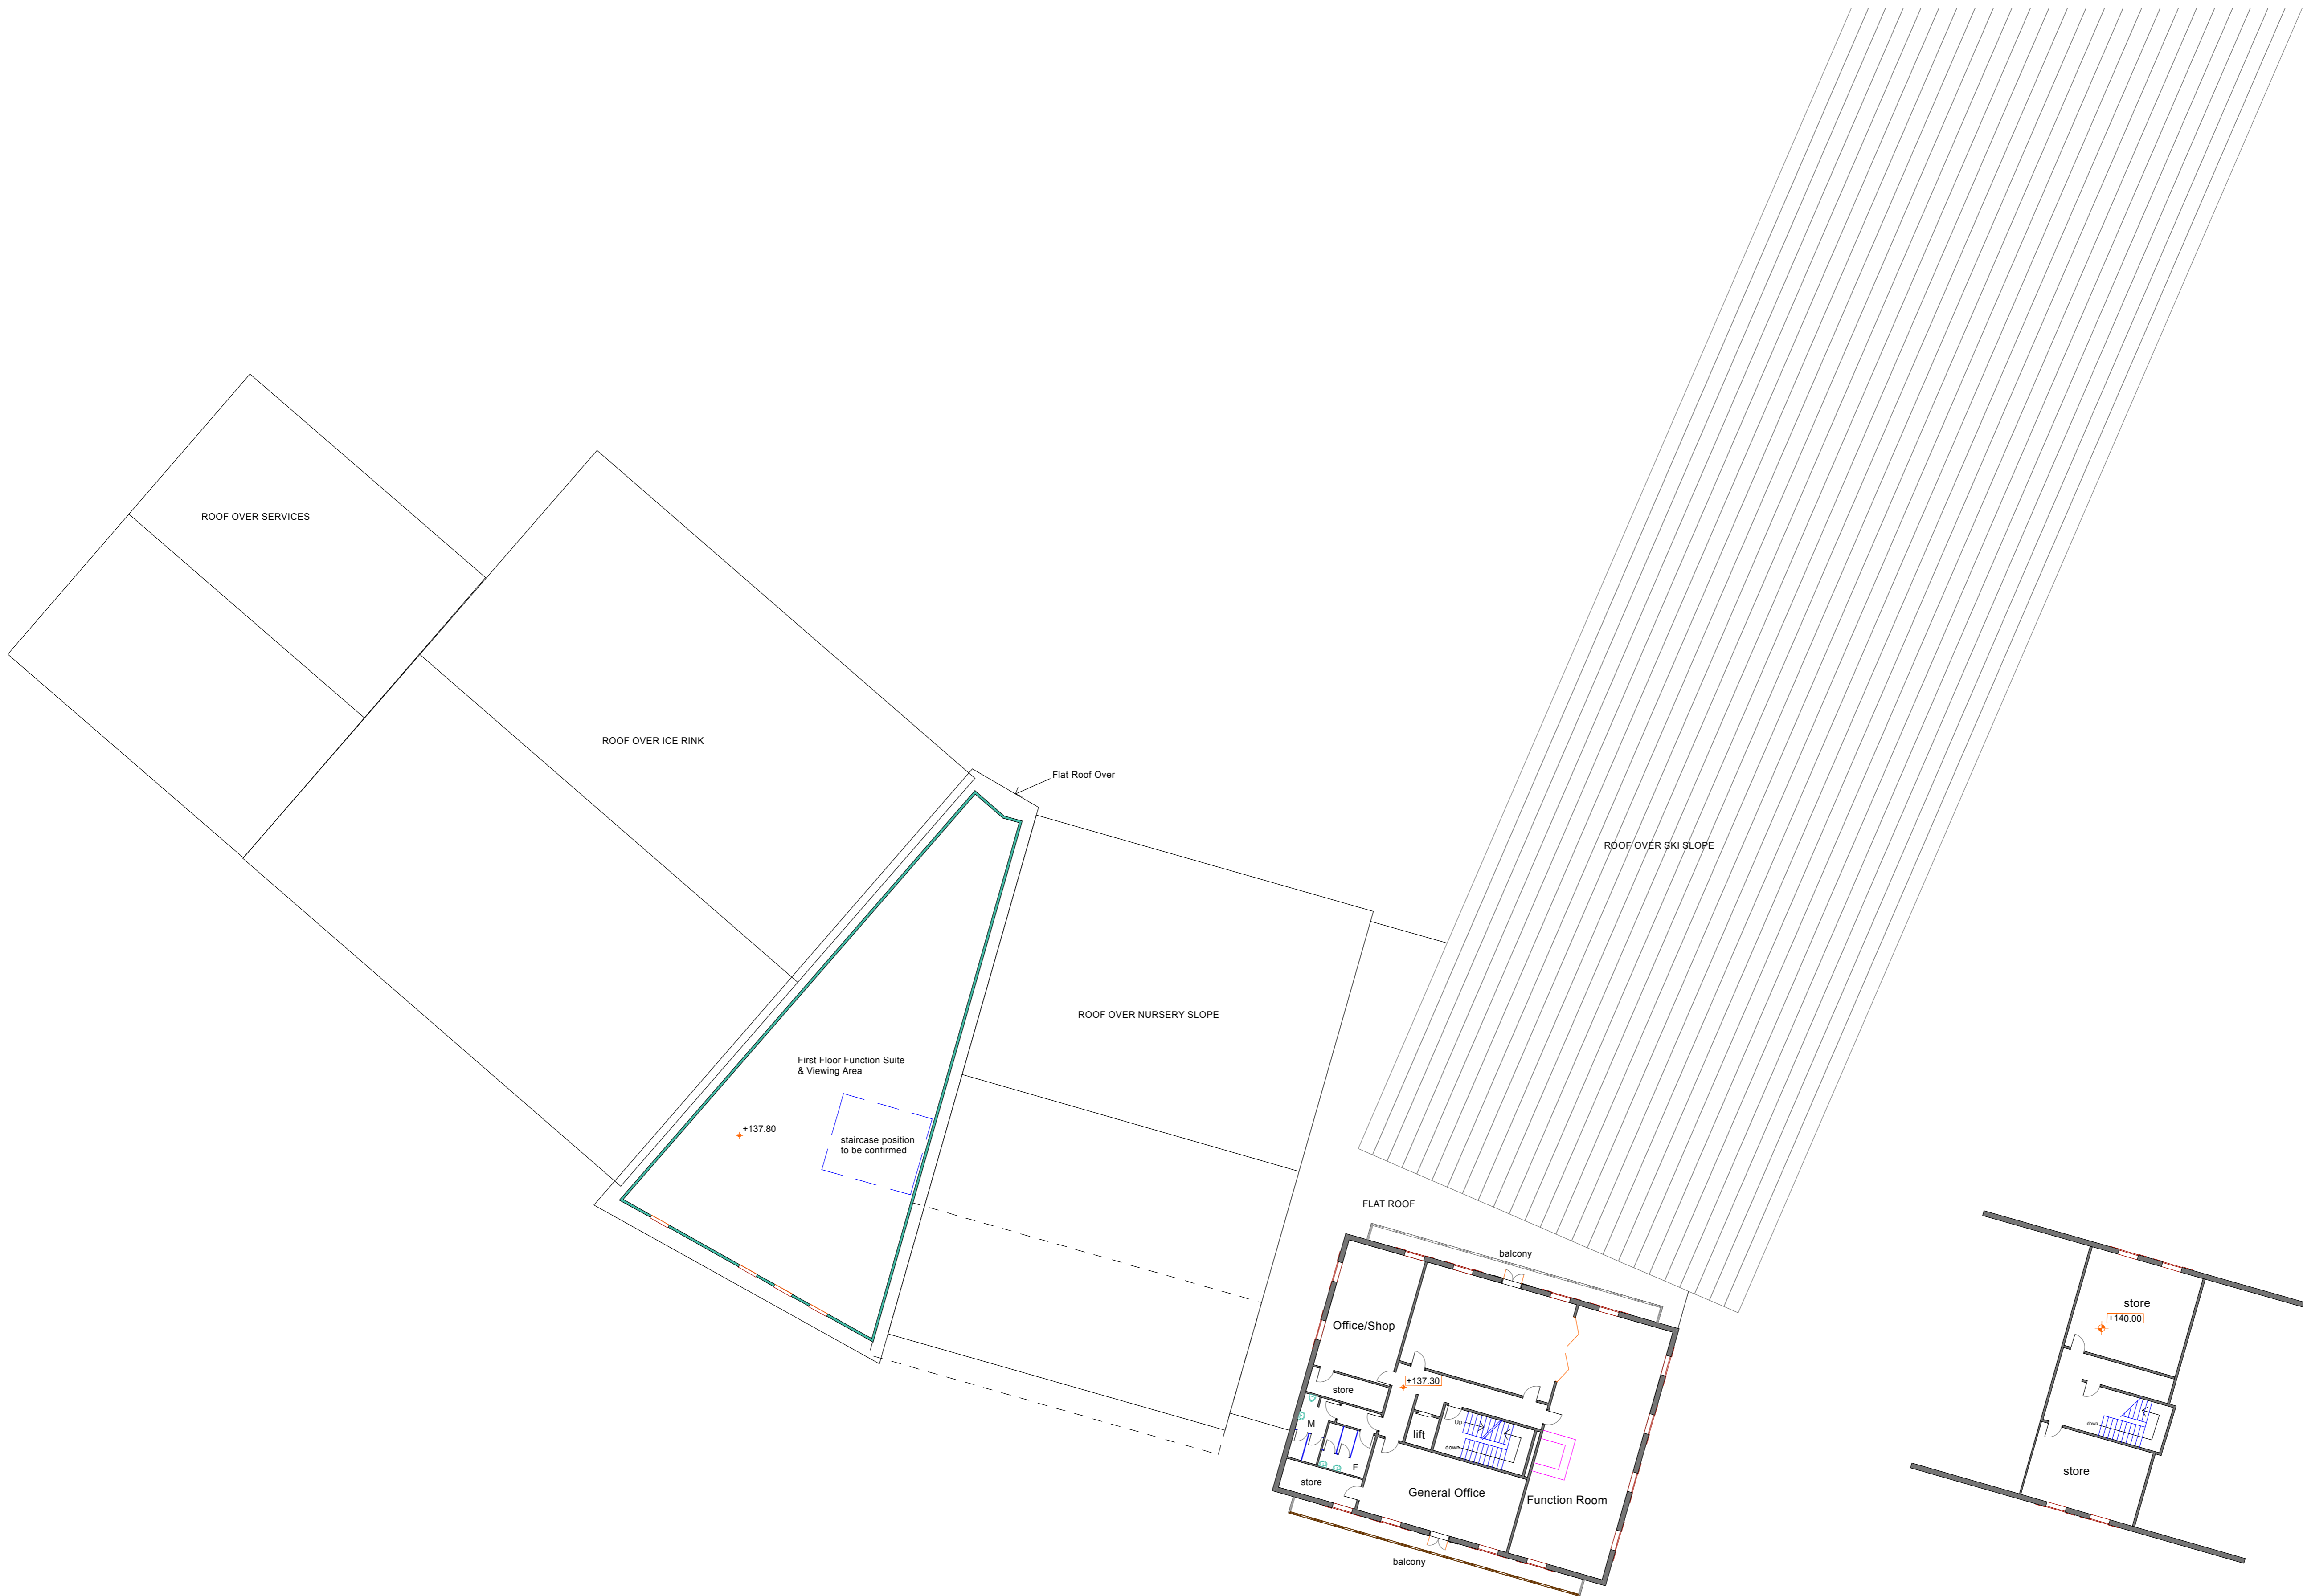 ROOF OVER SERVICES
ROOF OVER ICE RINK
Flat Roof Over
ROOF OVER SKI SLOPE
ROOF OVER NURSERY SLOPE
First Floor Function Suite
& Viewing Area
+137.80
staircase position
to be confirmed
FLAT ROOF
balcony
Office/Shop
+137.30
store
M
Up
lift
down
F
store
General Office
Function Room
balcony
store
+140.00
down
store